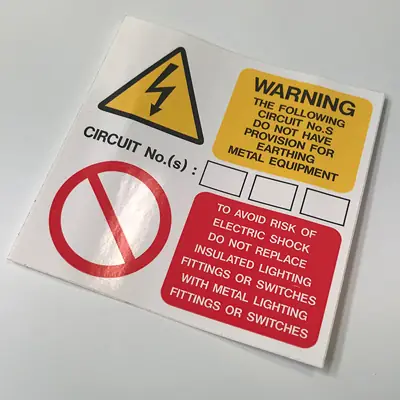 WARNING
THE FOLLOWING
CIRCUIT No.S
DO NOT HAVE
PROVISION FOR
EARTHING
METAL EQUIPMENT
CIRCUIT No.(s) :
TO AVOID RISK OF
ELECTRIC SHOCK
DO NOT REPLACE
INSULATED LIGHTING
FITTINGS OR SWITCHES
WITH METAL LIGHTING
FITTINGS OR SWITCHES